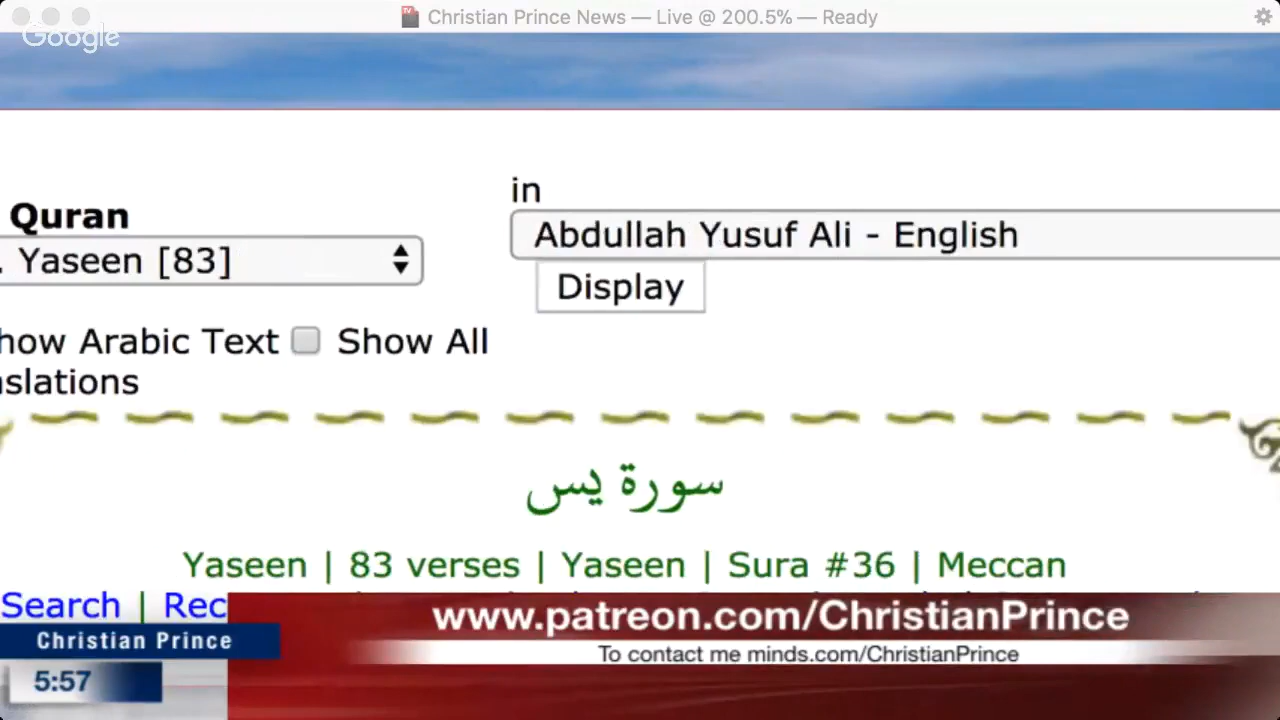 Christian Prince News — Live @ 200.5% — Ready
Google
in
Quran
Abdullah Yusuf Ali - English
. Yaseen [83]
Display
how Arabic Text Show All
slations
سورة يس
Yaseen | 83 verses | Yaseen | Sura #36 | Meccan
Search | Rec
www.patreon.com/ChristianPrince
Christian Prince
To contact me minds.com/ChristianPrince
5:57